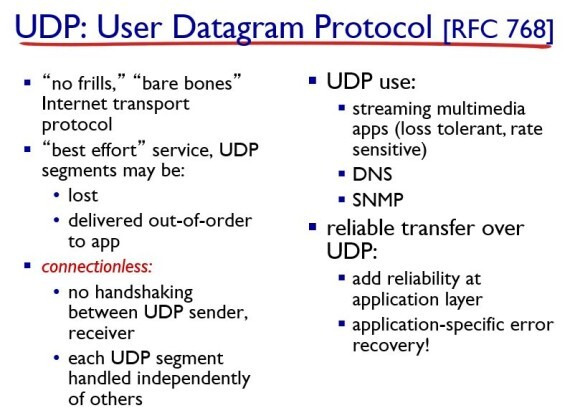 UDP: User Datagram Protocol [RFC 768]
“no frills,” “bare bones”
Internet transport
protocol
“best effort” service, UDP
segments may be:
lost
delivered out-of-order
to app
connectionless:
no handshaking
between UDP sender,
receiver
each UDP segment
handled independently
of others
UDP use:
streaming multimedia
apps (loss tolerant, rate
sensitive)
DNS
SNMP
reliable transfer over
UDP:
add reliability at
application layer
application-specific error
recovery!